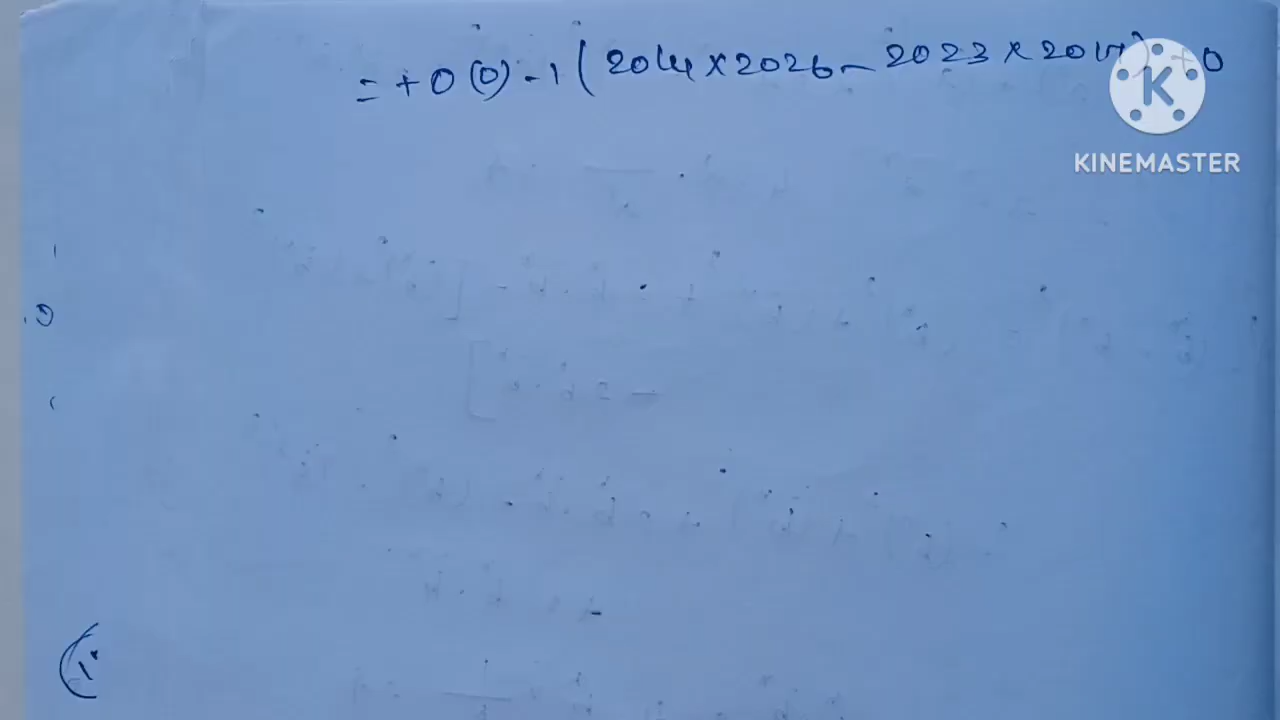 = + 0 (0) - 1 ( 2014 × 2026 - 2023 × 2017) + 0
KINEMASTER